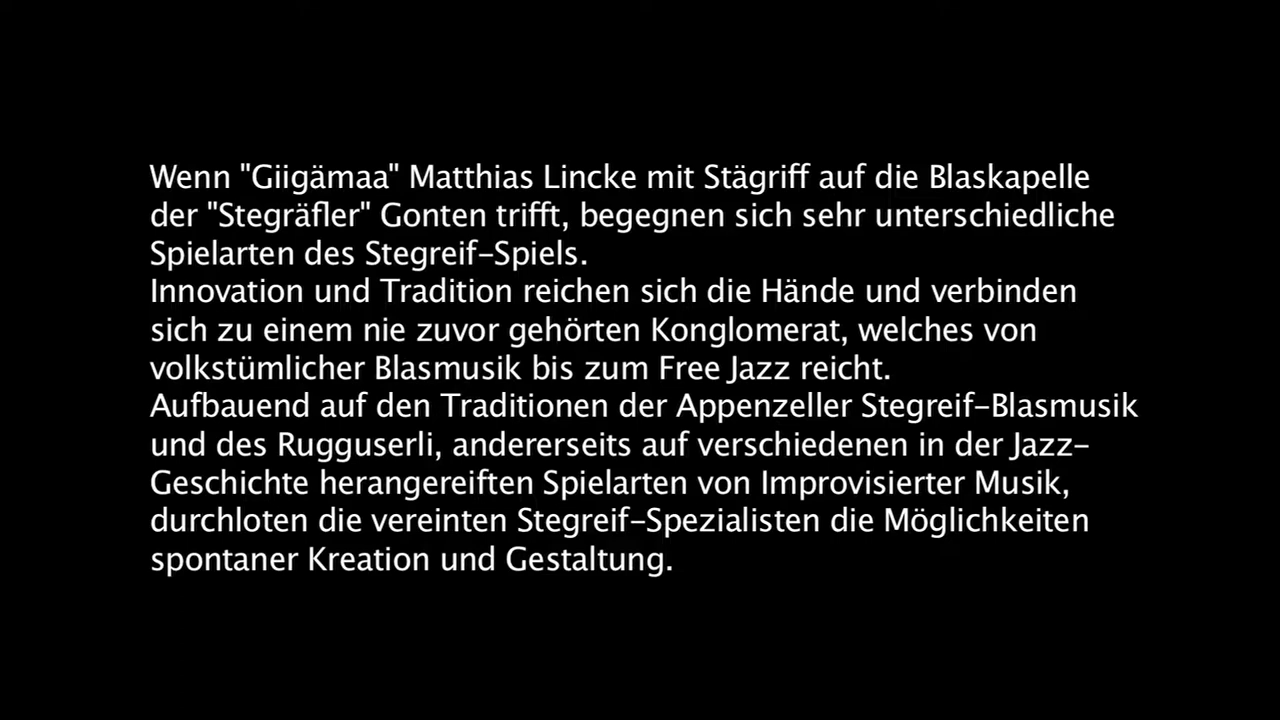 Wenn "Giigämaa" Matthias Lincke mit Stägriff auf die Blaskapelle
der "Stegräfler" Gonten trifft, begegnen sich sehr unterschiedliche
Spielarten des Stegreif-Spiels.
Innovation und Tradition reichen sich die Hände und verbinden
sich zu einem nie zuvor gehörten Konglomerat, welches von
volkstümlicher Blasmusik bis zum Free Jazz reicht.
Aufbauend auf den Traditionen der Appenzeller Stegreif-Blasmusik
und des Rugguserli, andererseits auf verschiedenen in der Jazz-
Geschichte herangereiften Spielarten von Improvisierter Musik,
durchloten die vereinten Stegreif-Spezialisten die Möglichkeiten
spontaner Kreation und Gestaltung.